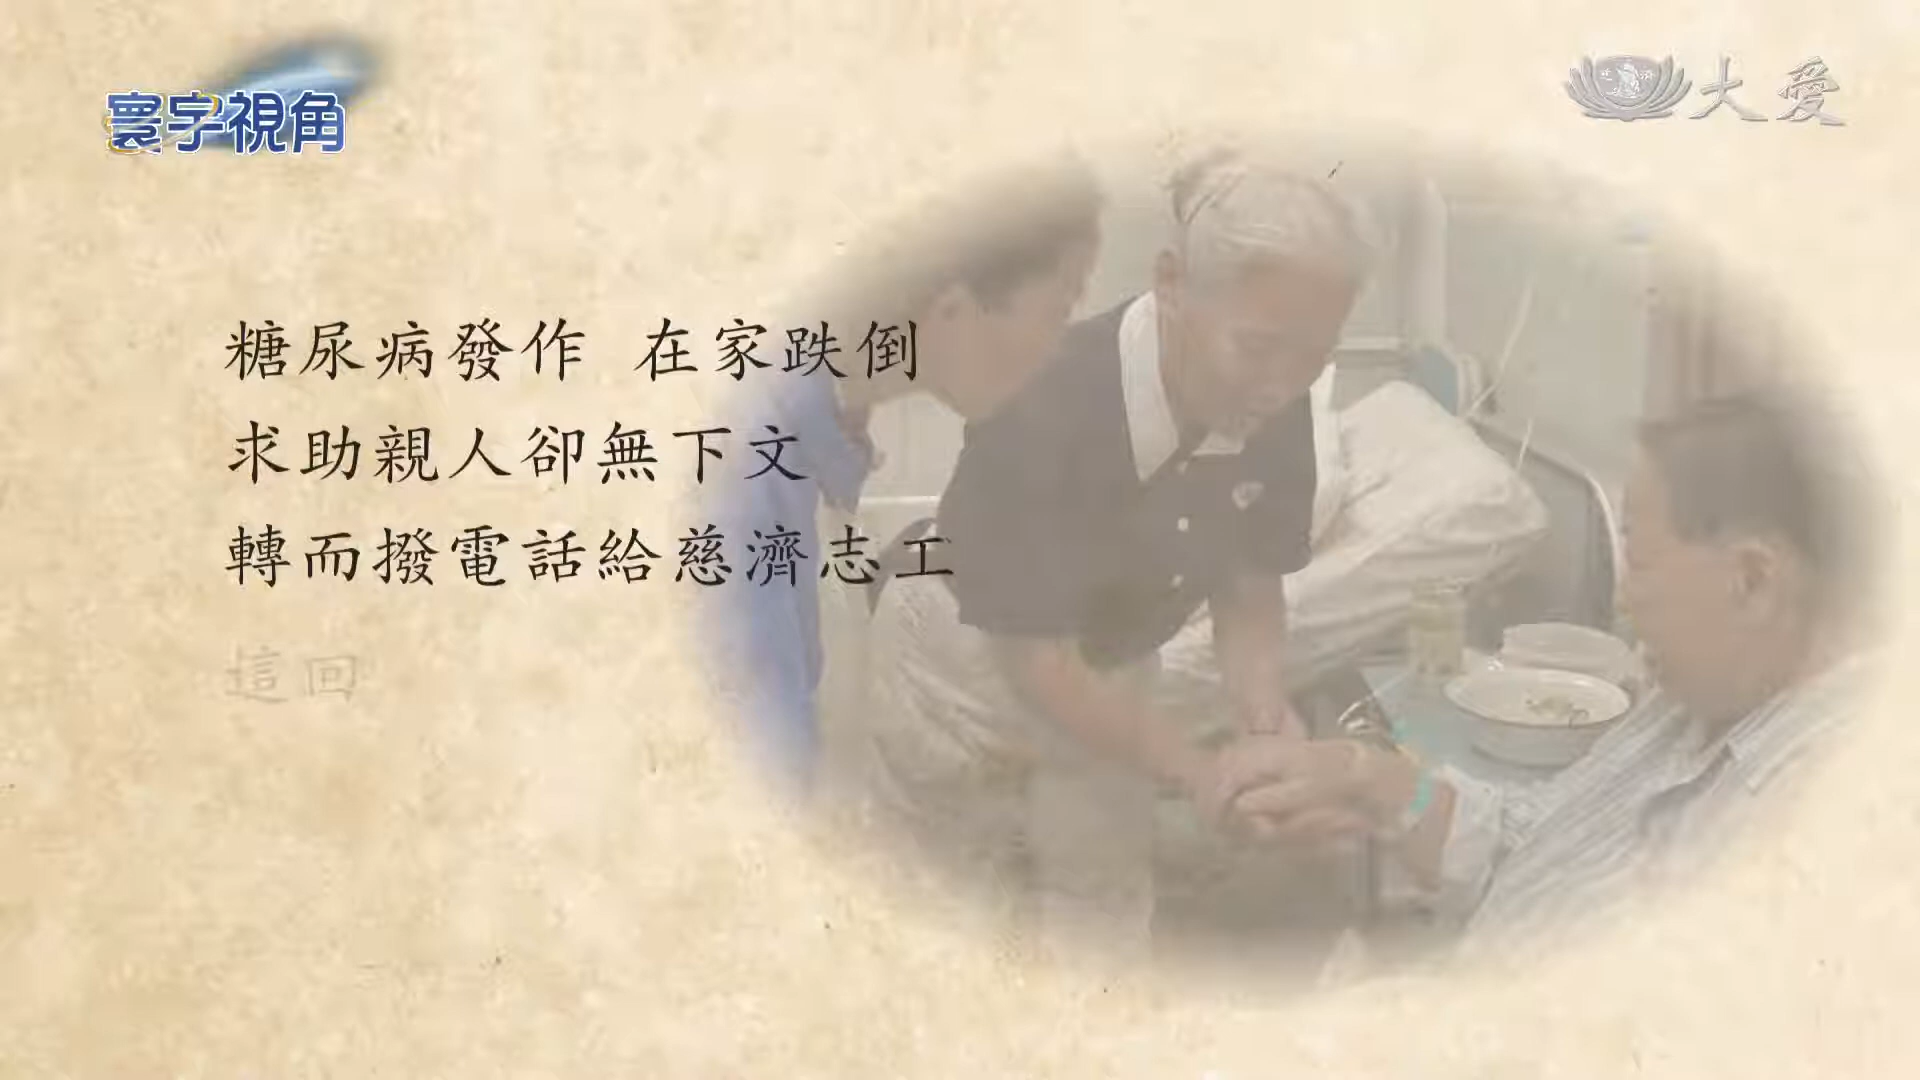 寰宇視角
大愛
糖尿病發作 在家跌倒
求助親人卻無下文
轉而撥電話給慈濟志工
這回